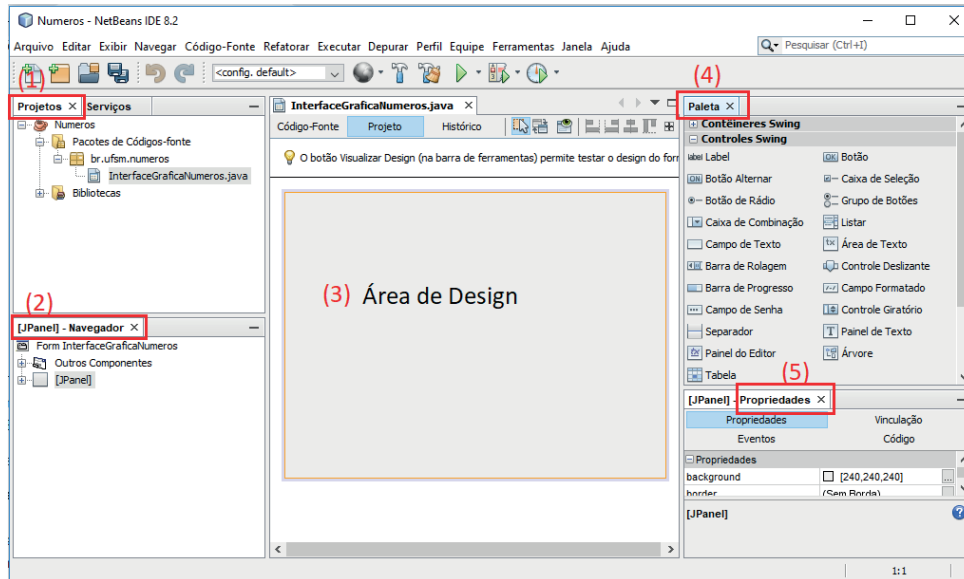 Numeros - NetBeans IDE 8.2
Arquivo Editar Exibir Navegar Código-Fonte Refatorar Executar Depurar Perfil Equipe Ferramentas Janela Ajuda
Pesquisar (Ctrl+I)
<config. default>
(1)
Projetos
Serviços
Numeros
Pacotes de Códigos-fonte
br.ufsm.numeros
InterfaceGraficaNumeros.java
Bibliotecas
(2)
[JPanel] - Navegador
Form InterfaceGraficaNumeros
Outros Componentes
[JPanel]
InterfaceGraficaNumeros.java
Código-Fonte Projeto Histórico
O botão Visualizar Design (na barra de ferramentas) permite testar o design do for
(3) Área de Design
(4)
Paleta
Contêineres Swing
Controles Swing
label Label
OK Botão
ON Botão Alternar
Caixa de Seleção
Botão de Rádio
Grupo de Botões
Caixa de Combinação
Listar
Campo de Texto
Área de Texto
Barra de Rolagem
Controle Deslizante
Barra de Progresso
Campo Formatado
Campo de Senha
Controle Giratório
Separador
T Painel de Texto
Painel do Editor
Árvore
Tabela
(5)
[JPanel] - Propriedades
Propriedades Vinculação
Eventos Código
Propriedades
background [240,240,240] ...
border (Sem Borda)
[JPanel]
1:1